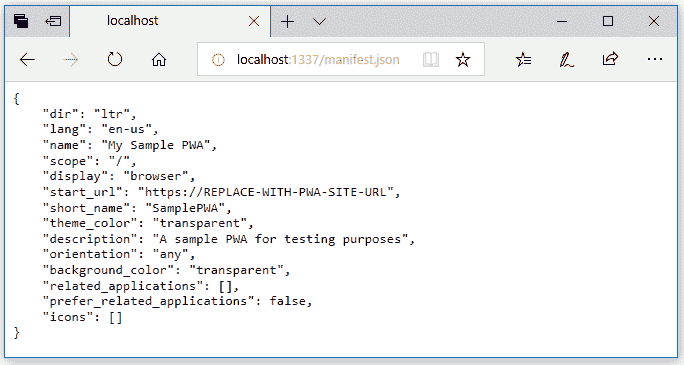 localhost
localhost:1337/manifest.json
{
    "dir": "ltr",
    "lang": "en-us",
    "name": "My Sample PWA",
    "scope": "/",
    "display": "browser",
    "start_url": "https://REPLACE-WITH-PWA-SITE-URL",
    "short_name": "SamplePWA",
    "theme_color": "transparent",
    "description": "A sample PWA for testing purposes",
    "orientation": "any",
    "background_color": "transparent",
    "related_applications": [],
    "prefer_related_applications": false,
    "icons": []
}